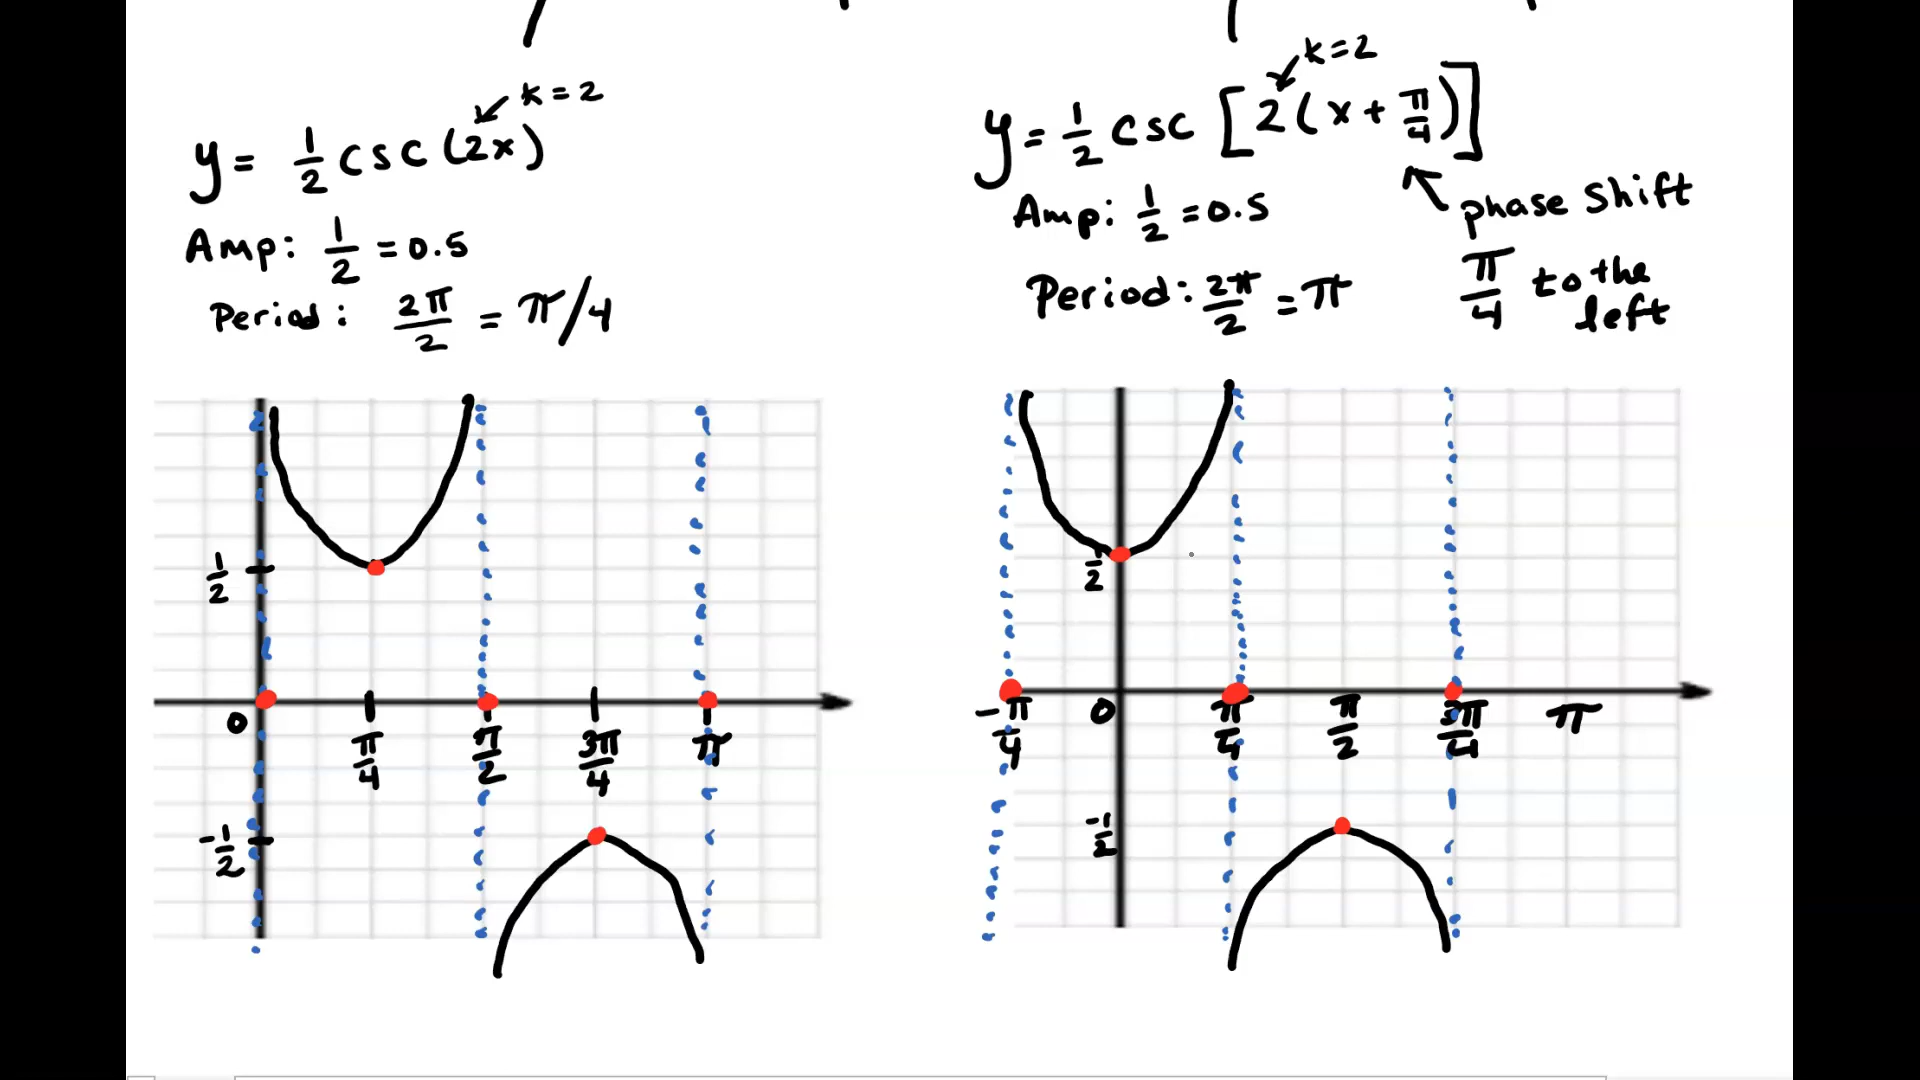 k=2
y= 1/2 csc (2x)
Amp: 1/2 = 0.5
Period: 2π/2 = π/4
1/2
0
π/4 π/2 3π/4 π
-1/2
k=2
y= 1/2 csc [2(x + π/4)]
Amp: 1/2 = 0.5
phase shift
π/4 to the
left
Period: 2π/2 = π
1/2
-π/4 0 π/4 π/2 3π/4 π
-1/2